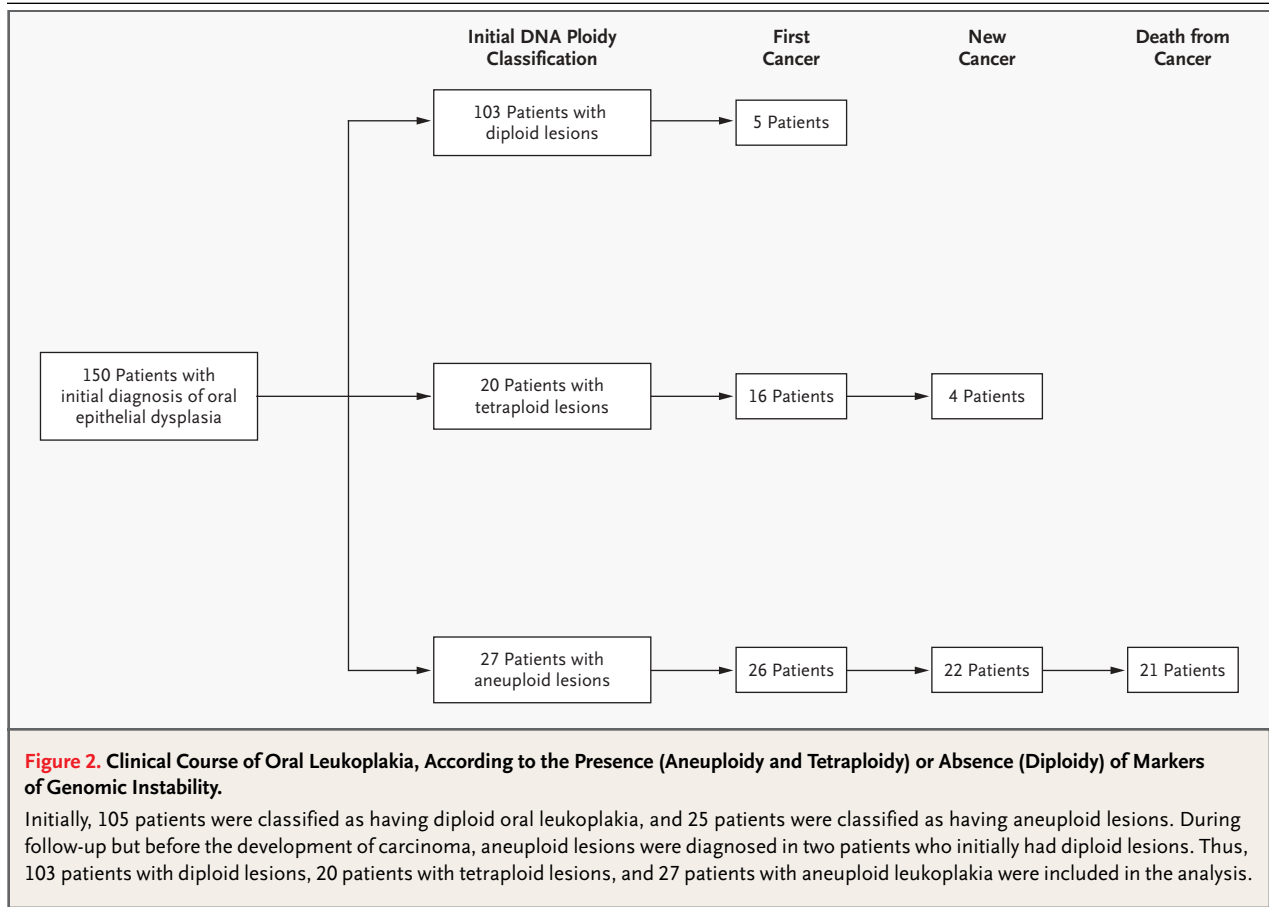 Initial DNA Ploidy
Classification
First
Cancer
New
Cancer
Death from
Cancer
103 Patients with
diploid lesions
5 Patients
150 Patients with
initial diagnosis of oral
epithelial dysplasia
20 Patients with
tetraploid lesions
16 Patients
4 Patients
27 Patients with
aneuploid lesions
26 Patients
22 Patients
21 Patients
Figure 2. Clinical Course of Oral Leukoplakia, According to the Presence (Aneuploidy and Tetraploidy) or Absence (Diploidy) of Markers
of Genomic Instability.
Initially, 105 patients were classified as having diploid oral leukoplakia, and 25 patients were classified as having aneuploid lesions. During
follow-up but before the development of carcinoma, aneuploid lesions were diagnosed in two patients who initially had diploid lesions. Thus,
103 patients with diploid lesions, 20 patients with tetraploid lesions, and 27 patients with aneuploid leukoplakia were included in the analysis.